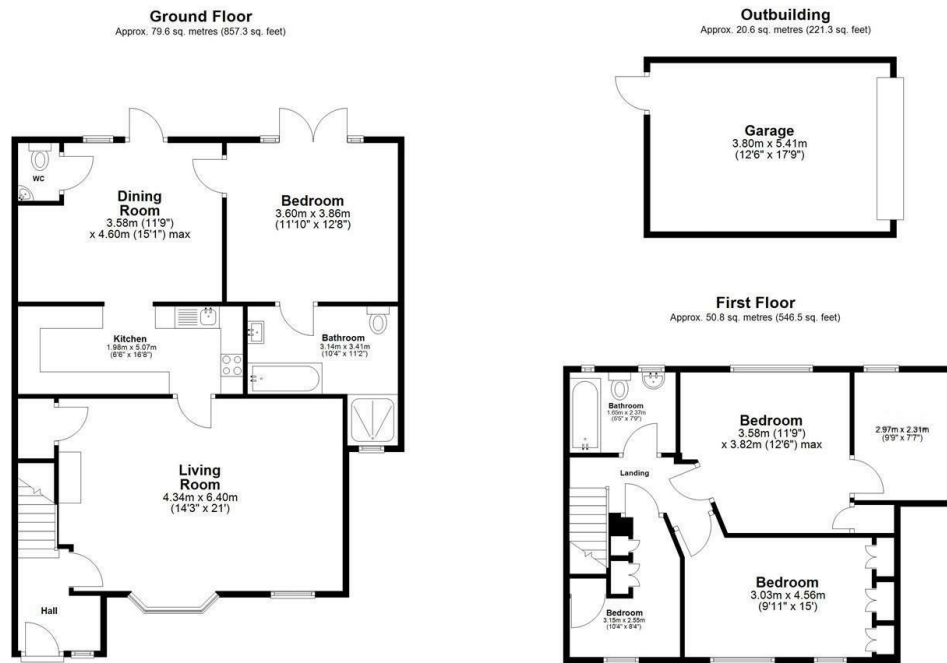 Ground Floor
Approx. 79.6 sq. metres (857.3 sq. feet)
WC
Dining
Room
3.58m (11'9")
x 4.60m (15'1") max
Bedroom
3.60m x 3.86m
(11'10" x 12'8")
Kitchen
1.98m x 5.07m
(6'6" x 16'8")
Bathroom
3.14m x 3.41m
(10'4" x 11'2")
Living
Room
4.34m x 6.40m
(14'3" x 21')
Hall
Outbuilding
Approx. 20.6 sq. metres (221.3 sq. feet)
Garage
3.80m x 5.41m
(12'6" x 17'9")
First Floor
Approx. 50.8 sq. metres (546.5 sq. feet)
Bathroom
1.65m x 2.37m
(5'5" x 7'9")
Bedroom
3.58m (11'9")
x 3.82m (12'6") max
2.97m x 2.31m
(9'9" x 7'7")
Landing
Bedroom
3.15m x 2.55m
(10'4" x 8'4")
Bedroom
3.03m x 4.56m
(9'11" x 15')